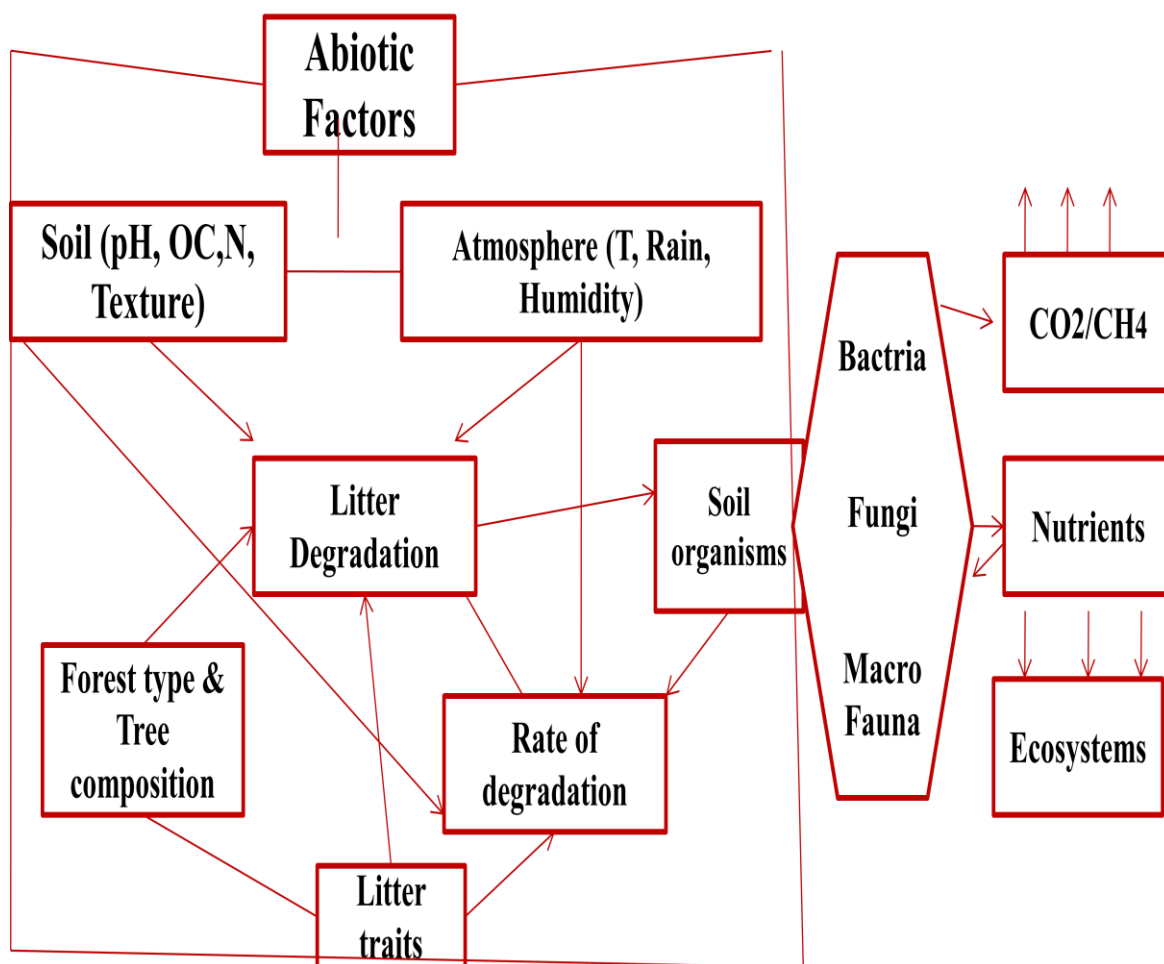 Abiotic
Factors
Soil (pH, OC,N,
Texture)
Atmosphere (T, Rain,
Humidity)
CO2/CH4
Bactria
Litter
Degradation
Soil
organisms
Fungi
Nutrients
Forest type &
Tree
composition
Rate of
degradation
Macro
Fauna
Ecosystems
Litter
traits